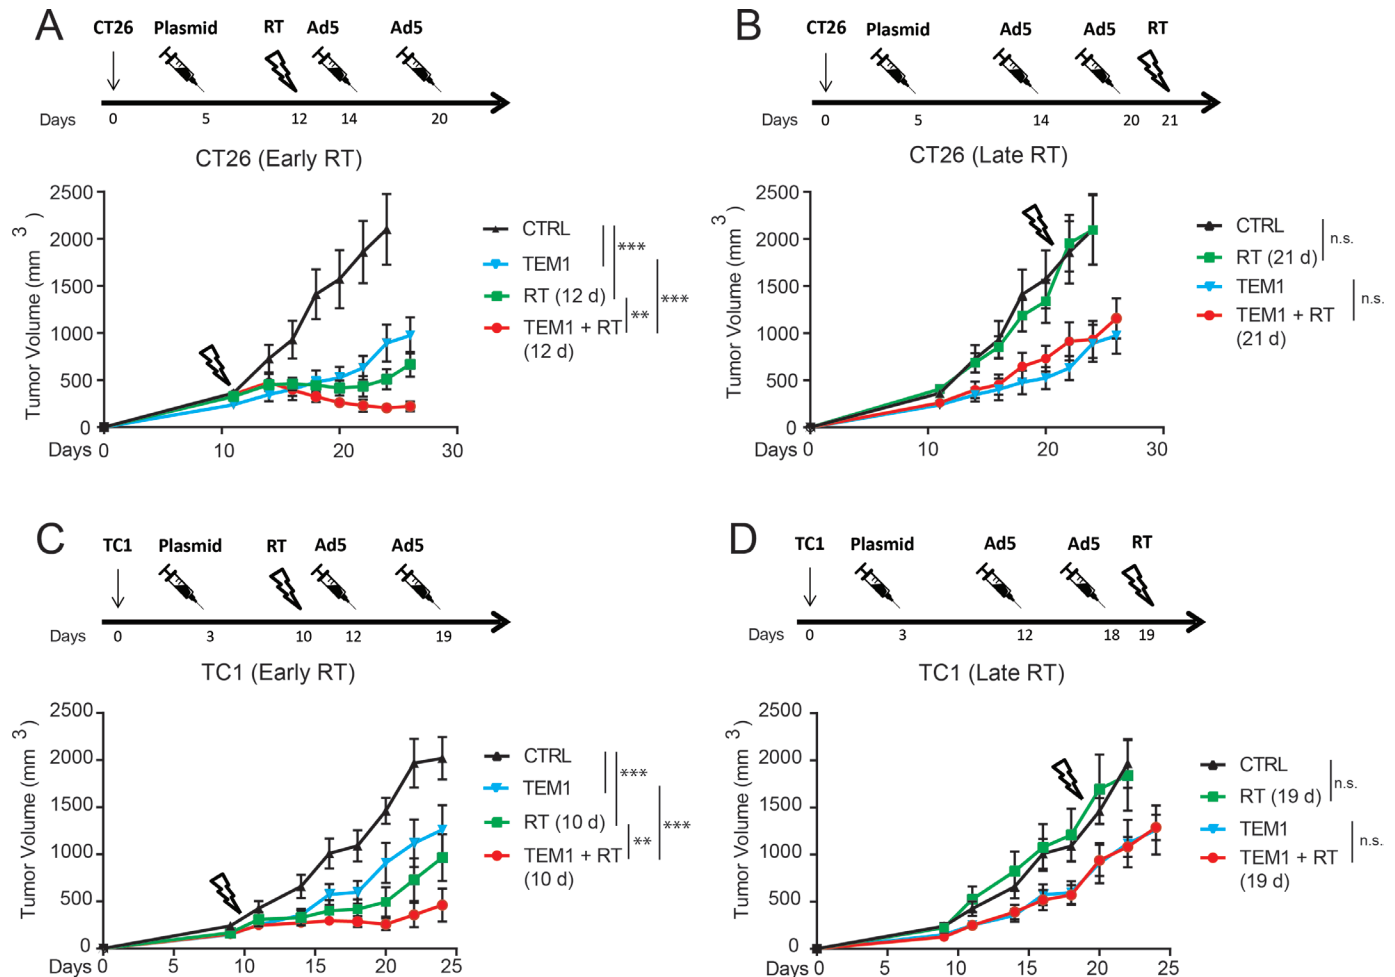 A
CT26 Plasmid RT Ad5 Ad5
Days 0 5 12 14 20
CT26 (Early RT)
Tumor Volume (mm3)
2500
2000
1500
1000
500
0
Days 0 10 20 30
CTRL
TEM1
RT (12 d)
TEM1 + RT
(12 d)
***
**
***
B
CT26 Plasmid Ad5 Ad5 RT
Days 0 5 14 20 21
CT26 (Late RT)
Tumor Volume (mm3)
2500
2000
1500
1000
500
0
Days 0 10 20 30
CTRL
RT (21 d)
TEM1
TEM1 + RT
(21 d)
n.s.
n.s.
C
TC1 Plasmid RT Ad5 Ad5
Days 0 3 10 12 19
TC1 (Early RT)
Tumor Volume (mm3)
2500
2000
1500
1000
500
0
Days 0 5 10 15 20 25
CTRL
TEM1
RT (10 d)
TEM1 + RT
(10 d)
***
**
***
D
TC1 Plasmid Ad5 Ad5 RT
Days 0 3 12 18 19
TC1 (Late RT)
Tumor Volume (mm3)
2500
2000
1500
1000
500
0
Days 0 5 10 15 20 25
CTRL
RT (19 d)
TEM1
TEM1 + RT
(19 d)
n.s.
n.s.